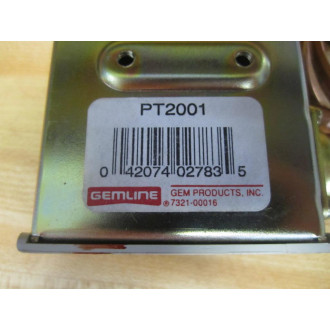 PT2001
0 42074 02783 5
GEMLINE GEM PRODUCTS, INC.
℗7321-00016